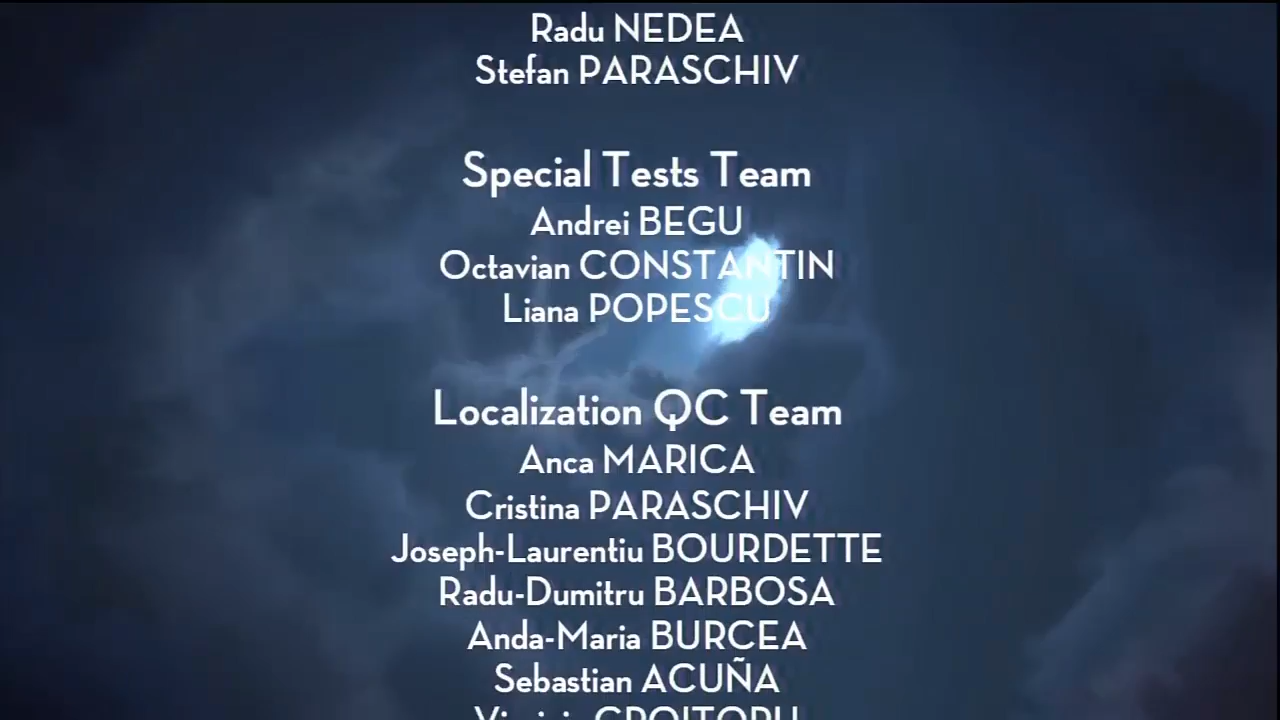 Radu NEDEA
Stefan PARASCHIV
Special Tests Team
Andrei BEGU
Octavian CONSTANTIN
Liana POPESCU
Localization QC Team
Anca MARICA
Cristina PARASCHIV
Joseph-Laurentiu BOURDETTE
Radu-Dumitru BARBOSA
Anda-Maria BURCEA
Sebastian ACUÑA